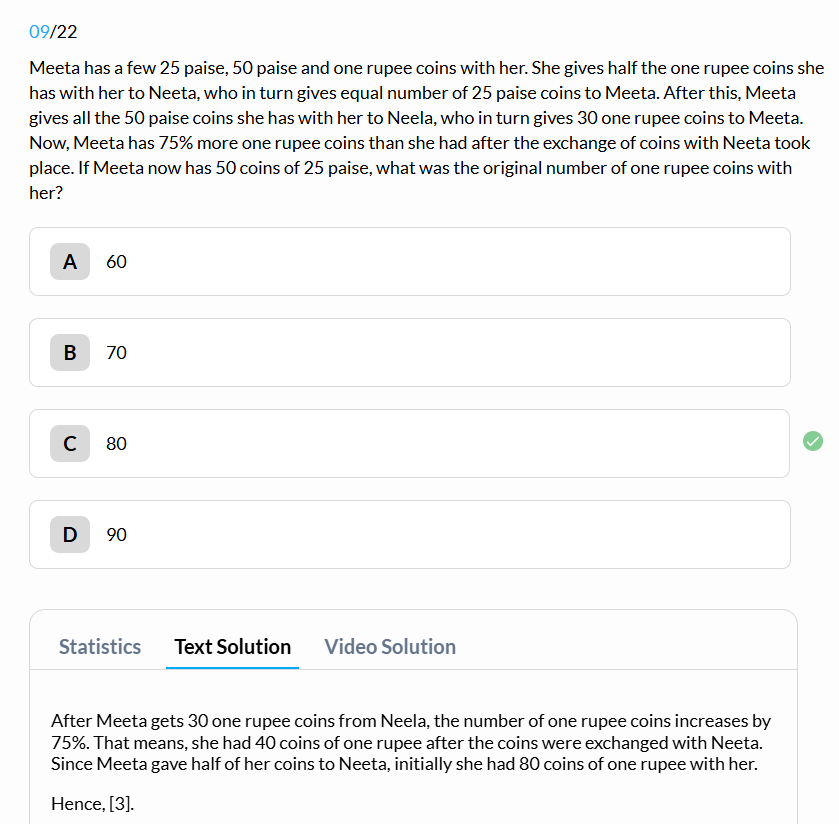 09/22
Meeta has a few 25 paise, 50 paise and one rupee coins with her. She gives half the one rupee coins she
has with her to Neeta, who in turn gives equal number of 25 paise coins to Meeta. After this, Meeta
gives all the 50 paise coins she has with her to Neela, who in turn gives 30 one rupee coins to Meeta.
Now, Meeta has 75% more one rupee coins than she had after the exchange of coins with Neeta took
place. If Meeta now has 50 coins of 25 paise, what was the original number of one rupee coins with
her?
A 60
B 70
C 80
D 90
Statistics Text Solution Video Solution
After Meeta gets 30 one rupee coins from Neela, the number of one rupee coins increases by
75%. That means, she had 40 coins of one rupee after the coins were exchanged with Neeta.
Since Meeta gave half of her coins to Neeta, initially she had 80 coins of one rupee with her.
Hence, [3].